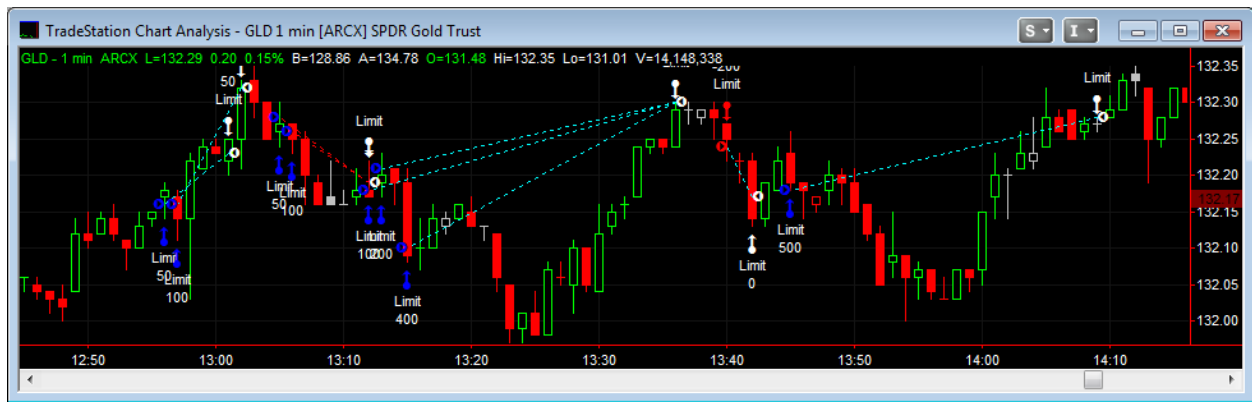 TradeStation Chart Analysis - GLD 1 min [ARCX] SPDR Gold Trust
S I
GLD - 1 min ARCX L=132.29 0.20 0.15% B=128.86 A=134.78 O=131.48 Hi=132.35 Lo=131.01 V=14,148,338
132.35
50
Limit
-200
Limit
Limit
132.30
Limit
132.25
132.20
Limit
50
Limit
100
132.17
132.15
Limit
100
Limit
200
Limit
500
Limit
50
Limit
100
132.10
Limit
0
132.05
Limit
400
132.00
12:50 13:00 13:10 13:20 13:30 13:40 13:50 14:00 14:10